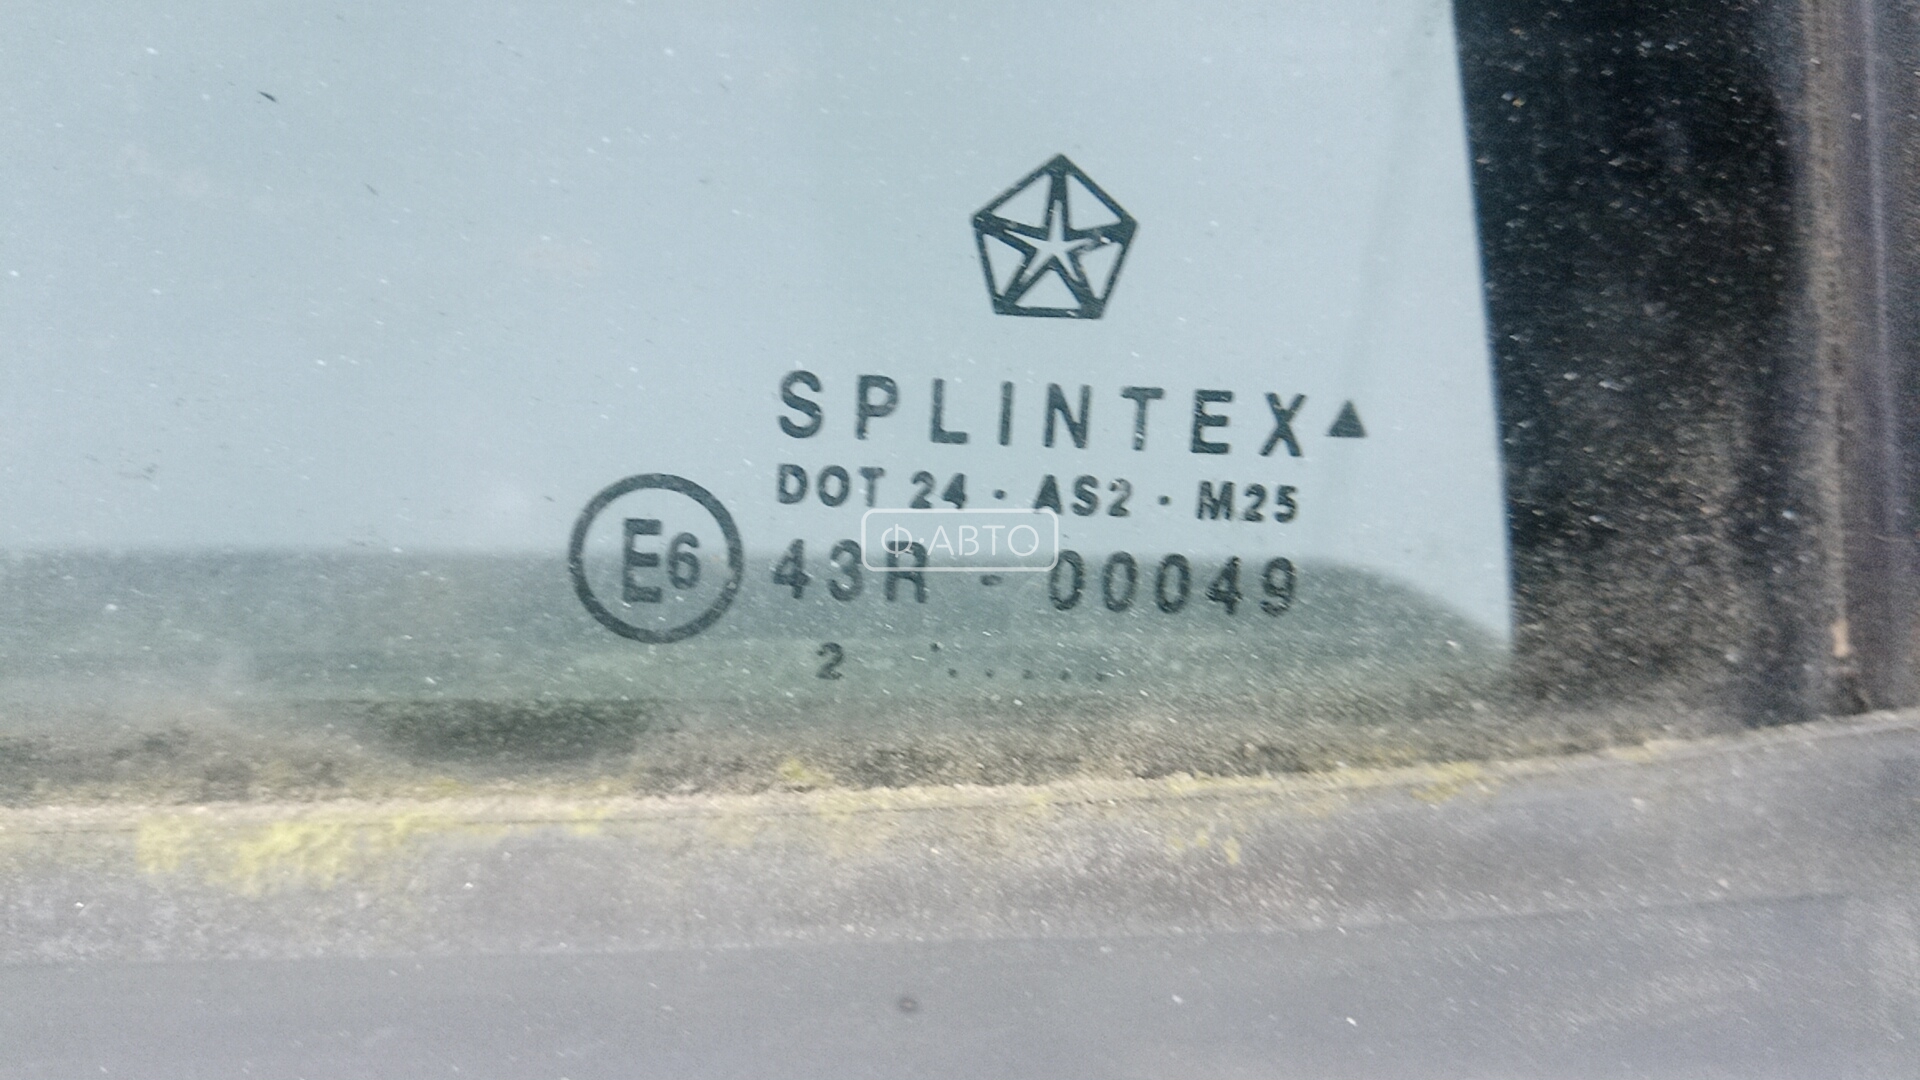 SPLINTEX▲
DOT 24 · AS2 · M25
Ф·АВТО
E6 43R - 00049
2 ˙.....